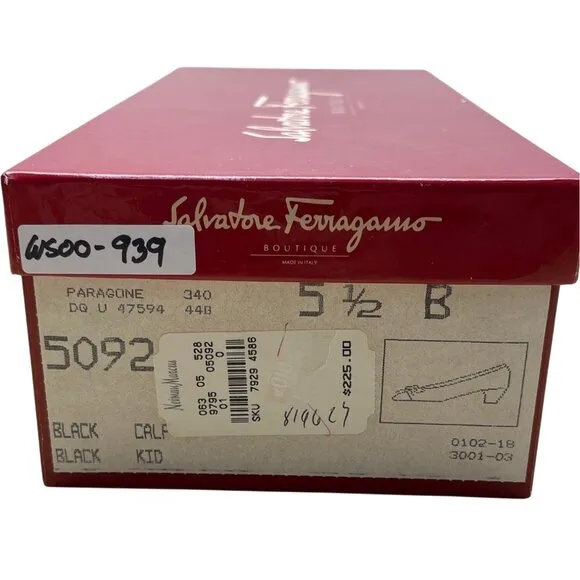 Salvatore Ferragamo
Salvatore Ferragamo
BOUTIQUE
MADE IN ITALY
WSOO-939
PARAGONE 340
DQ U 47594 44B
5 1/2 B
5092
Neiman Marcus
063 05 528
9795 05092
01 0
SKU 7929 4586
$225.00
BLACK CALF
BLACK KID
0102-18
3001-03